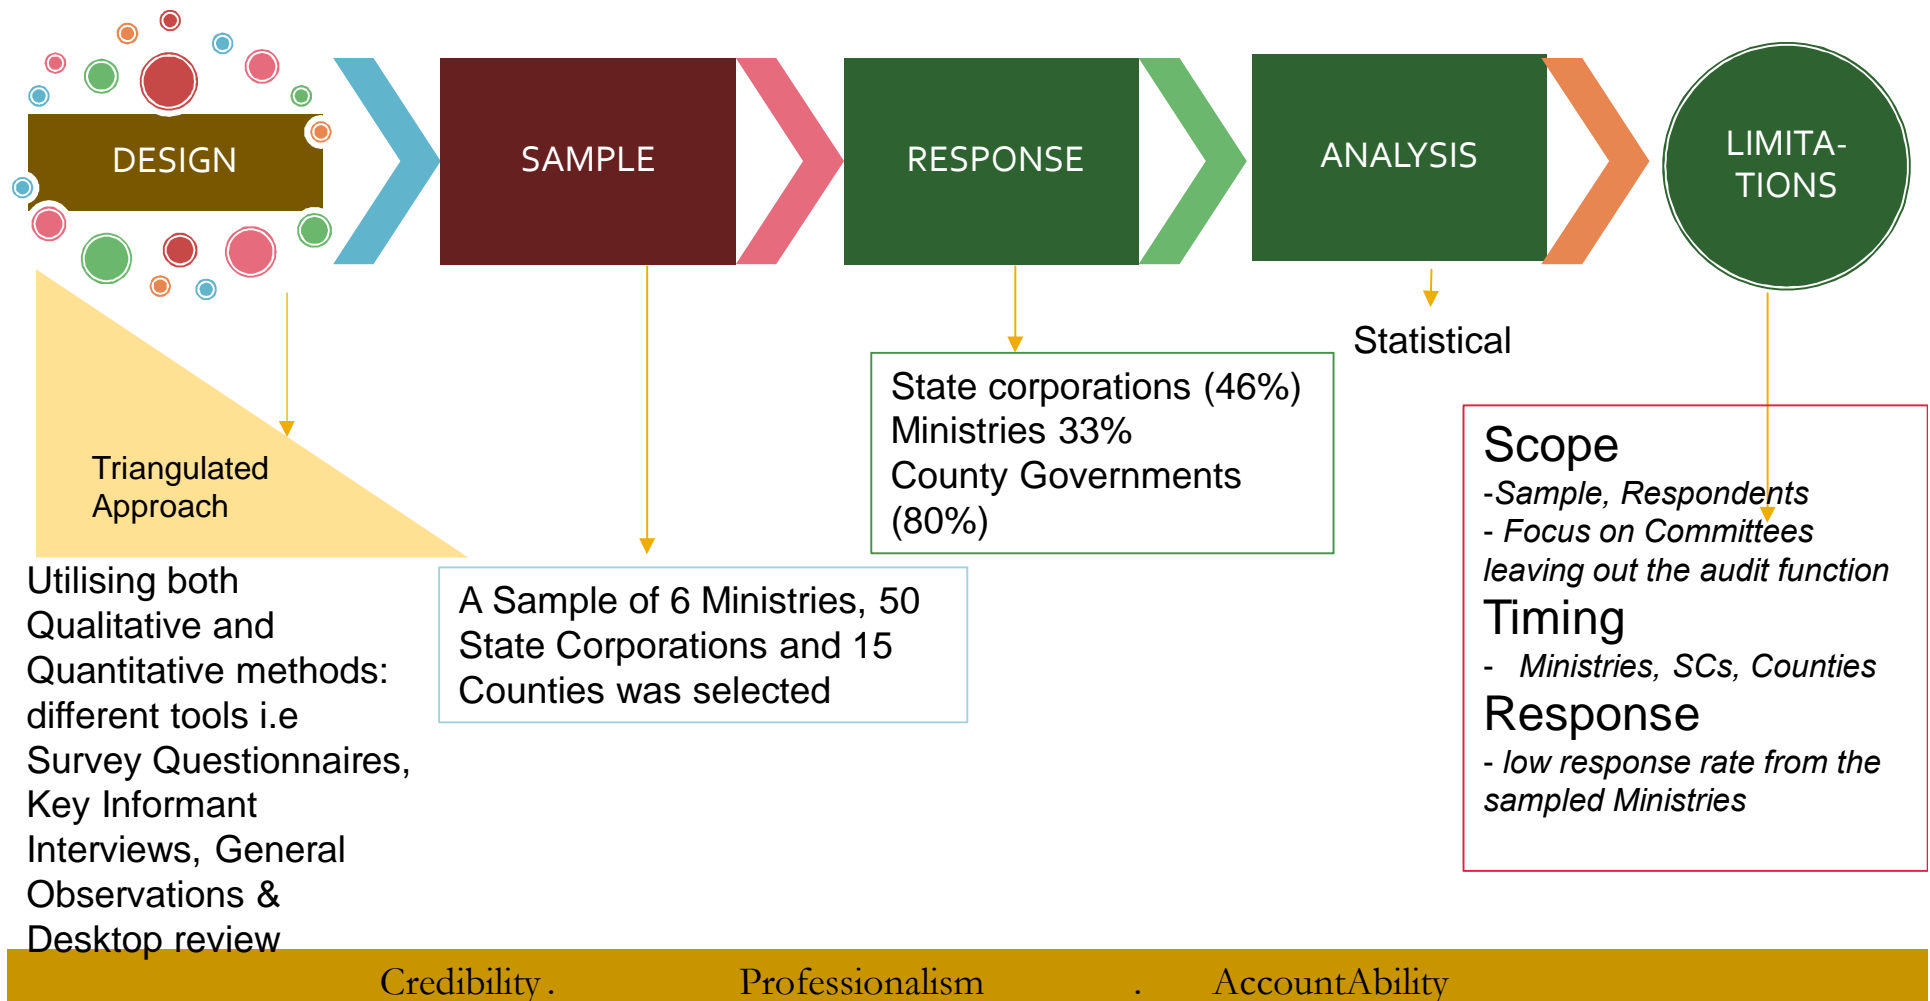 DESIGN
SAMPLE
RESPONSE
ANALYSIS
LIMITA-
TIONS
Triangulated
Approach
Utilising both
Qualitative and
Quantitative methods:
different tools i.e
Survey Questionnaires,
Key Informant
Interviews, General
Observations &
Desktop review
A Sample of 6 Ministries, 50
State Corporations and 15
Counties was selected
State corporations (46%)
Ministries 33%
County Governments
(80%)
Statistical
Scope
-Sample, Respondents
- Focus on Committees
leaving out the audit function
Timing
- Ministries, SCs, Counties
Response
- low response rate from the
sampled Ministries
Credibility . Professionalism . AccountAbility